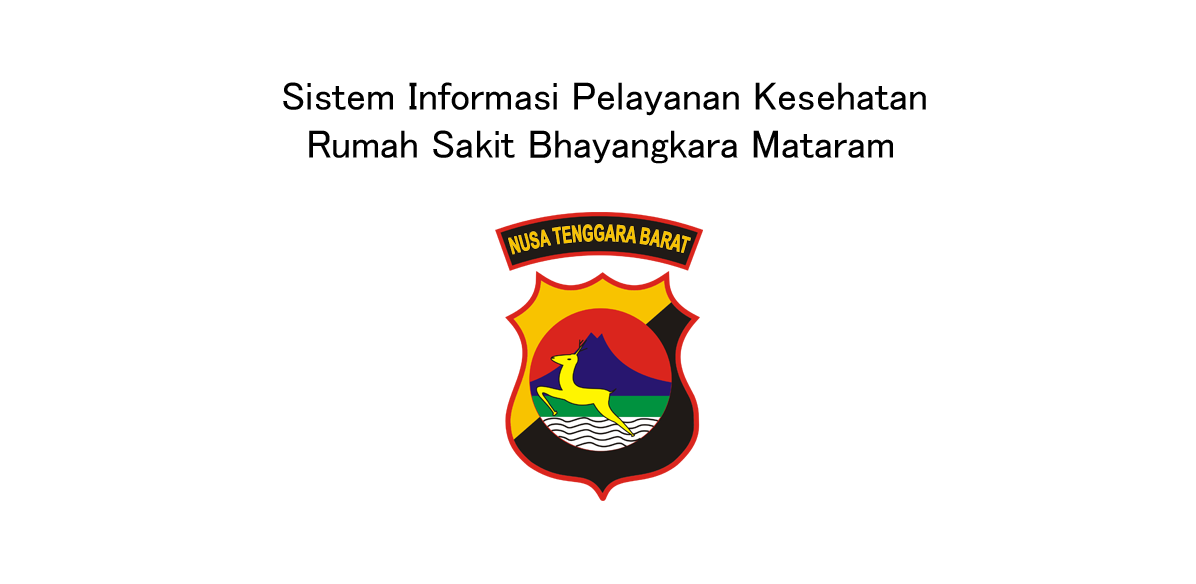 Sistem Informasi Pelayanan Kesehatan
Rumah Sakit Bhayangkara Mataram
NUSA TENGGARA BARAT